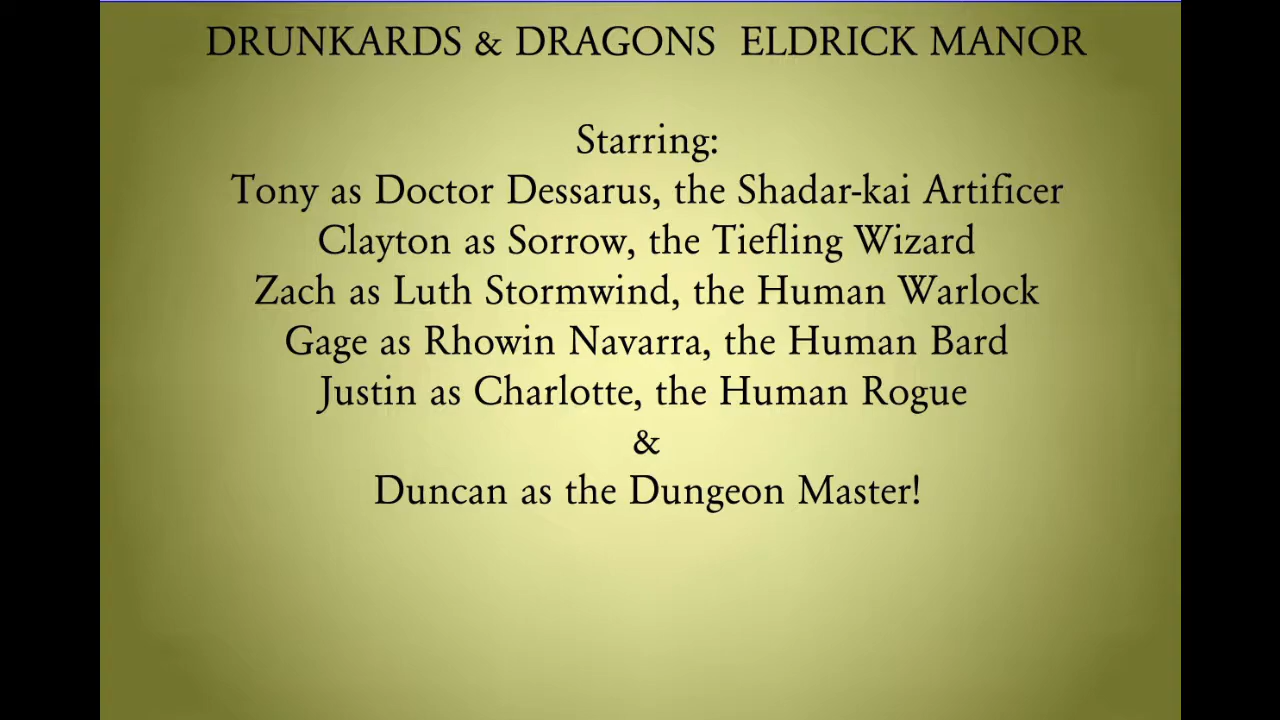 DRUNKARDS & DRAGONS ELDRICK MANOR
Starring:
Tony as Doctor Dessarus, the Shadar-kai Artificer
Clayton as Sorrow, the Tiefling Wizard
Zach as Luth Stormwind, the Human Warlock
Gage as Rhowin Navarra, the Human Bard
Justin as Charlotte, the Human Rogue
&
Duncan as the Dungeon Master!